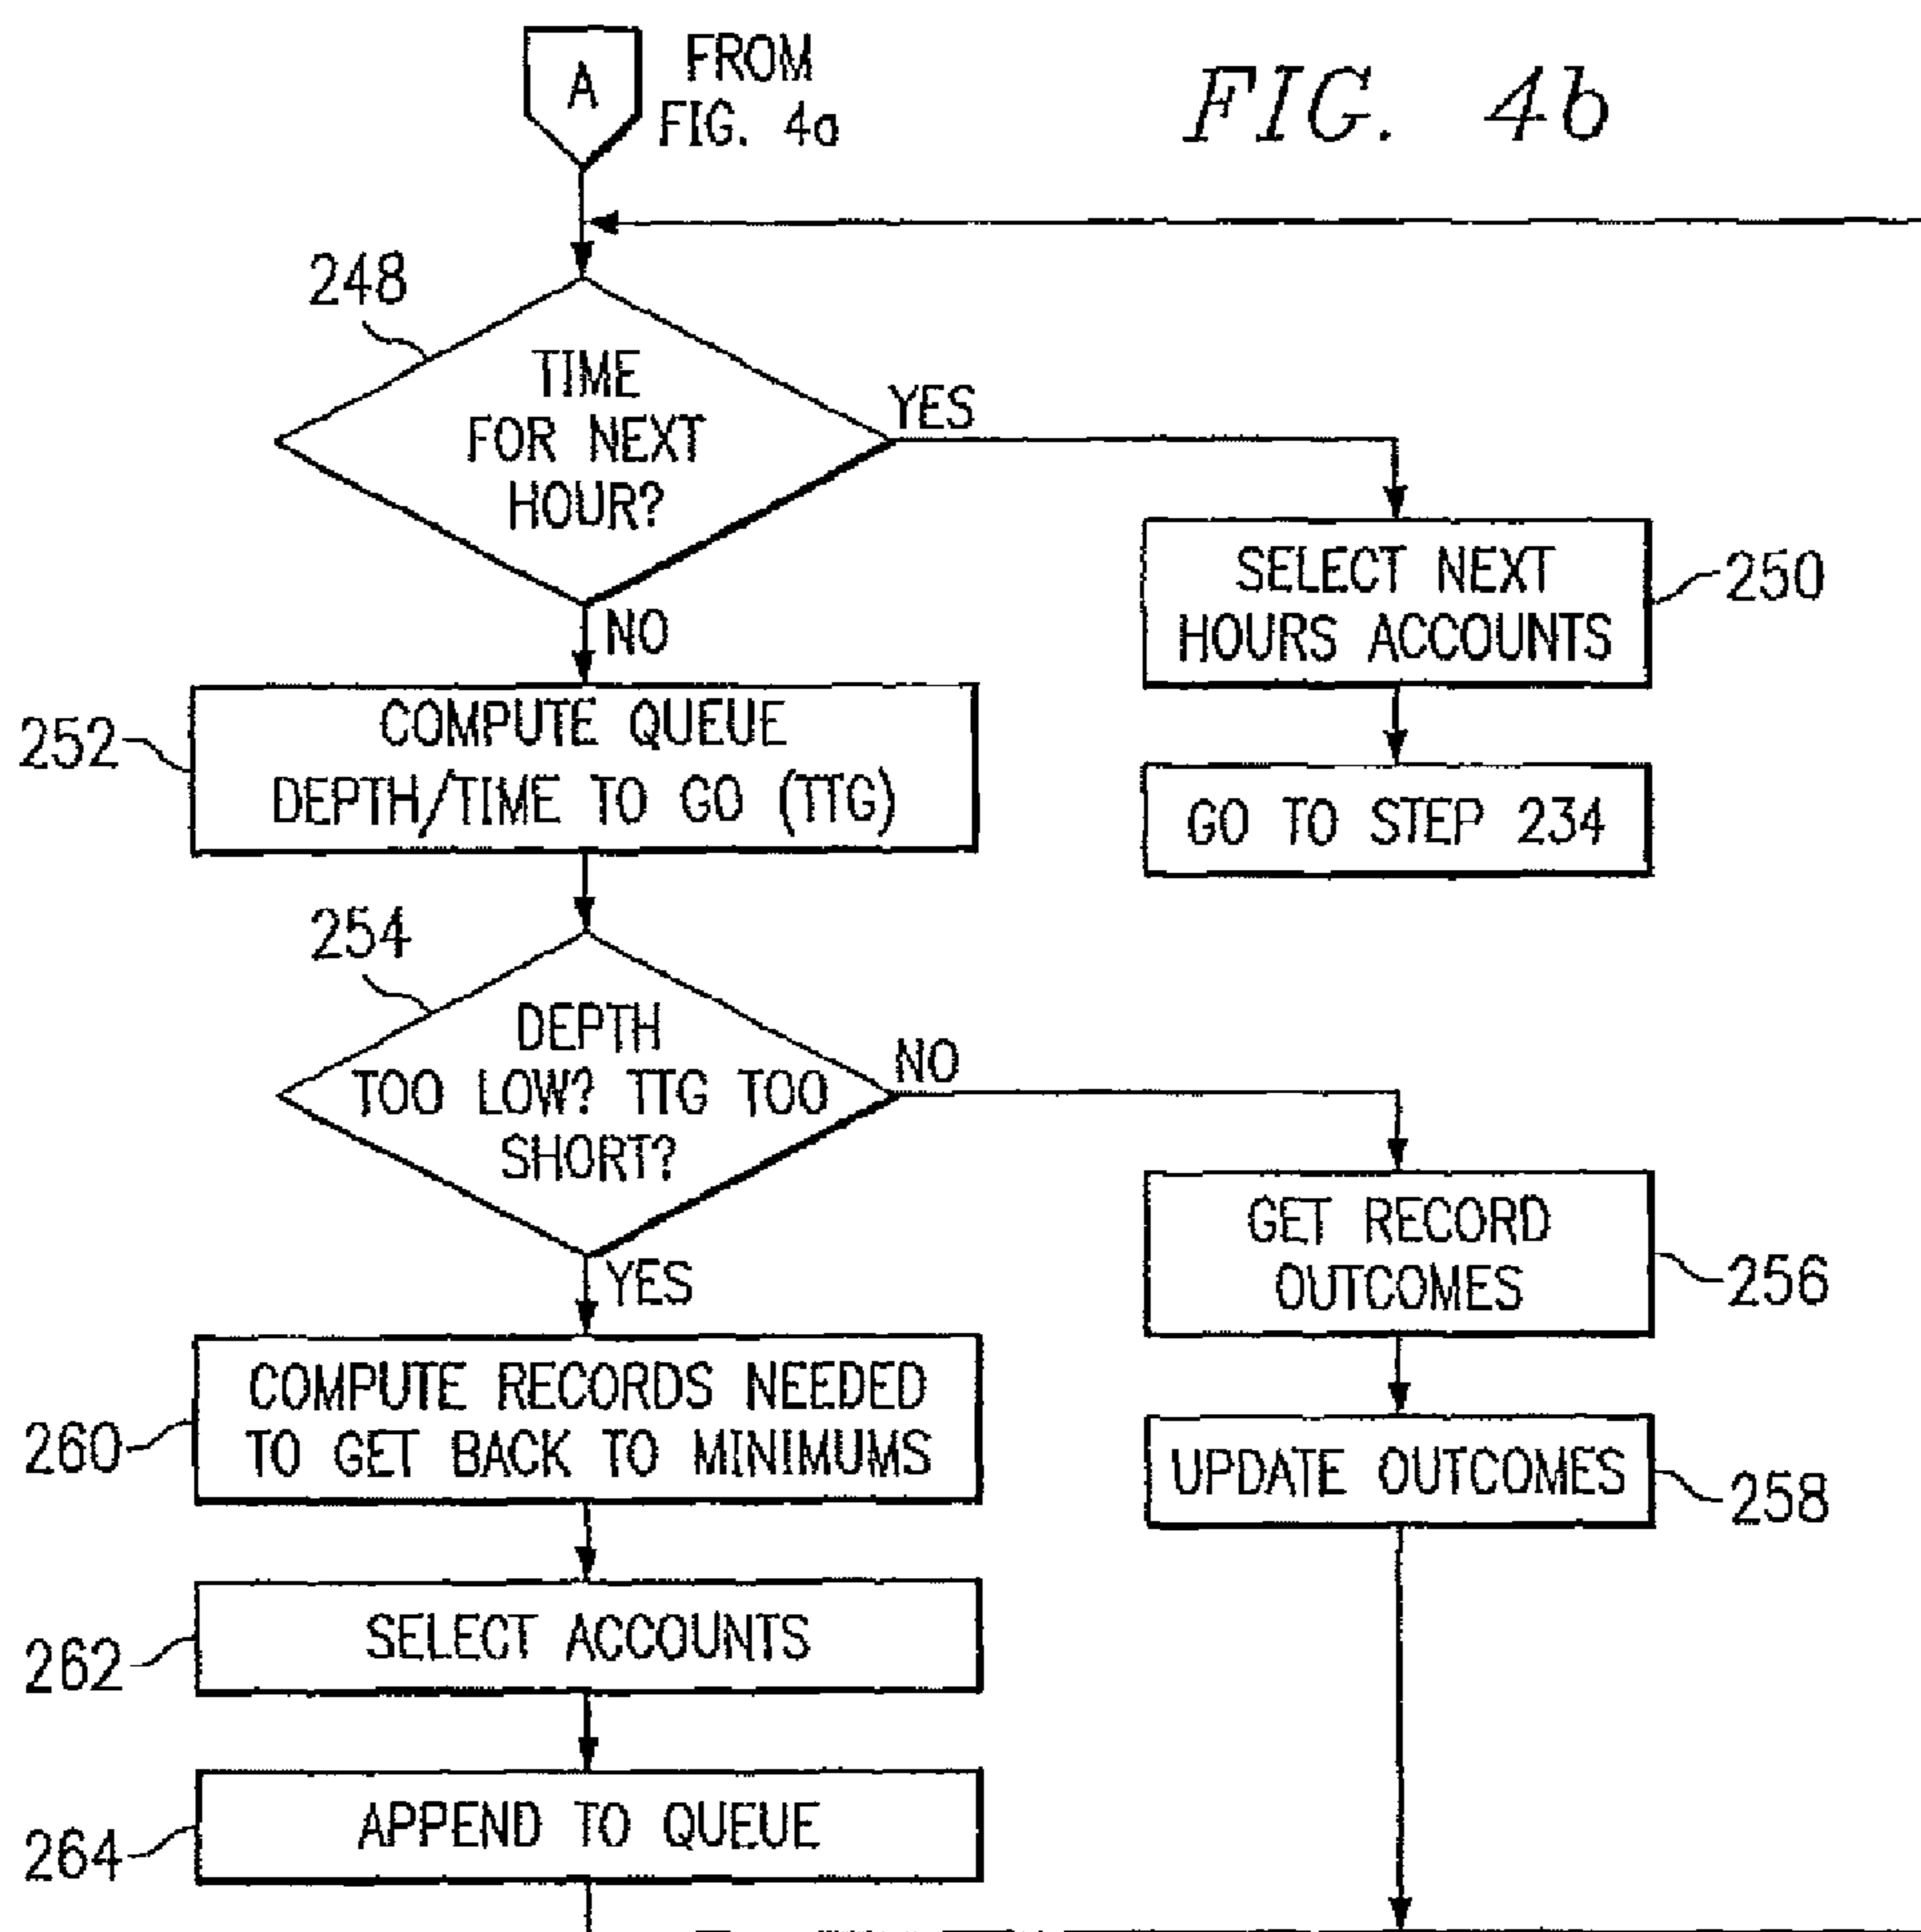 A
FROM
FIG. 4a
FIG. 4b
248
TIME
FOR NEXT
HOUR?
YES
NO
SELECT NEXT
HOURS ACCOUNTS
250
GO TO STEP 234
252
COMPUTE QUEUE
DEPTH/TIME TO GO (TTG)
254
DEPTH
TOO LOW? TTG TOO
SHORT?
NO
YES
GET RECORD
OUTCOMES
256
UPDATE OUTCOMES
258
260
COMPUTE RECORDS NEEDED
TO GET BACK TO MINIMUMS
262
SELECT ACCOUNTS
264
APPEND TO QUEUE